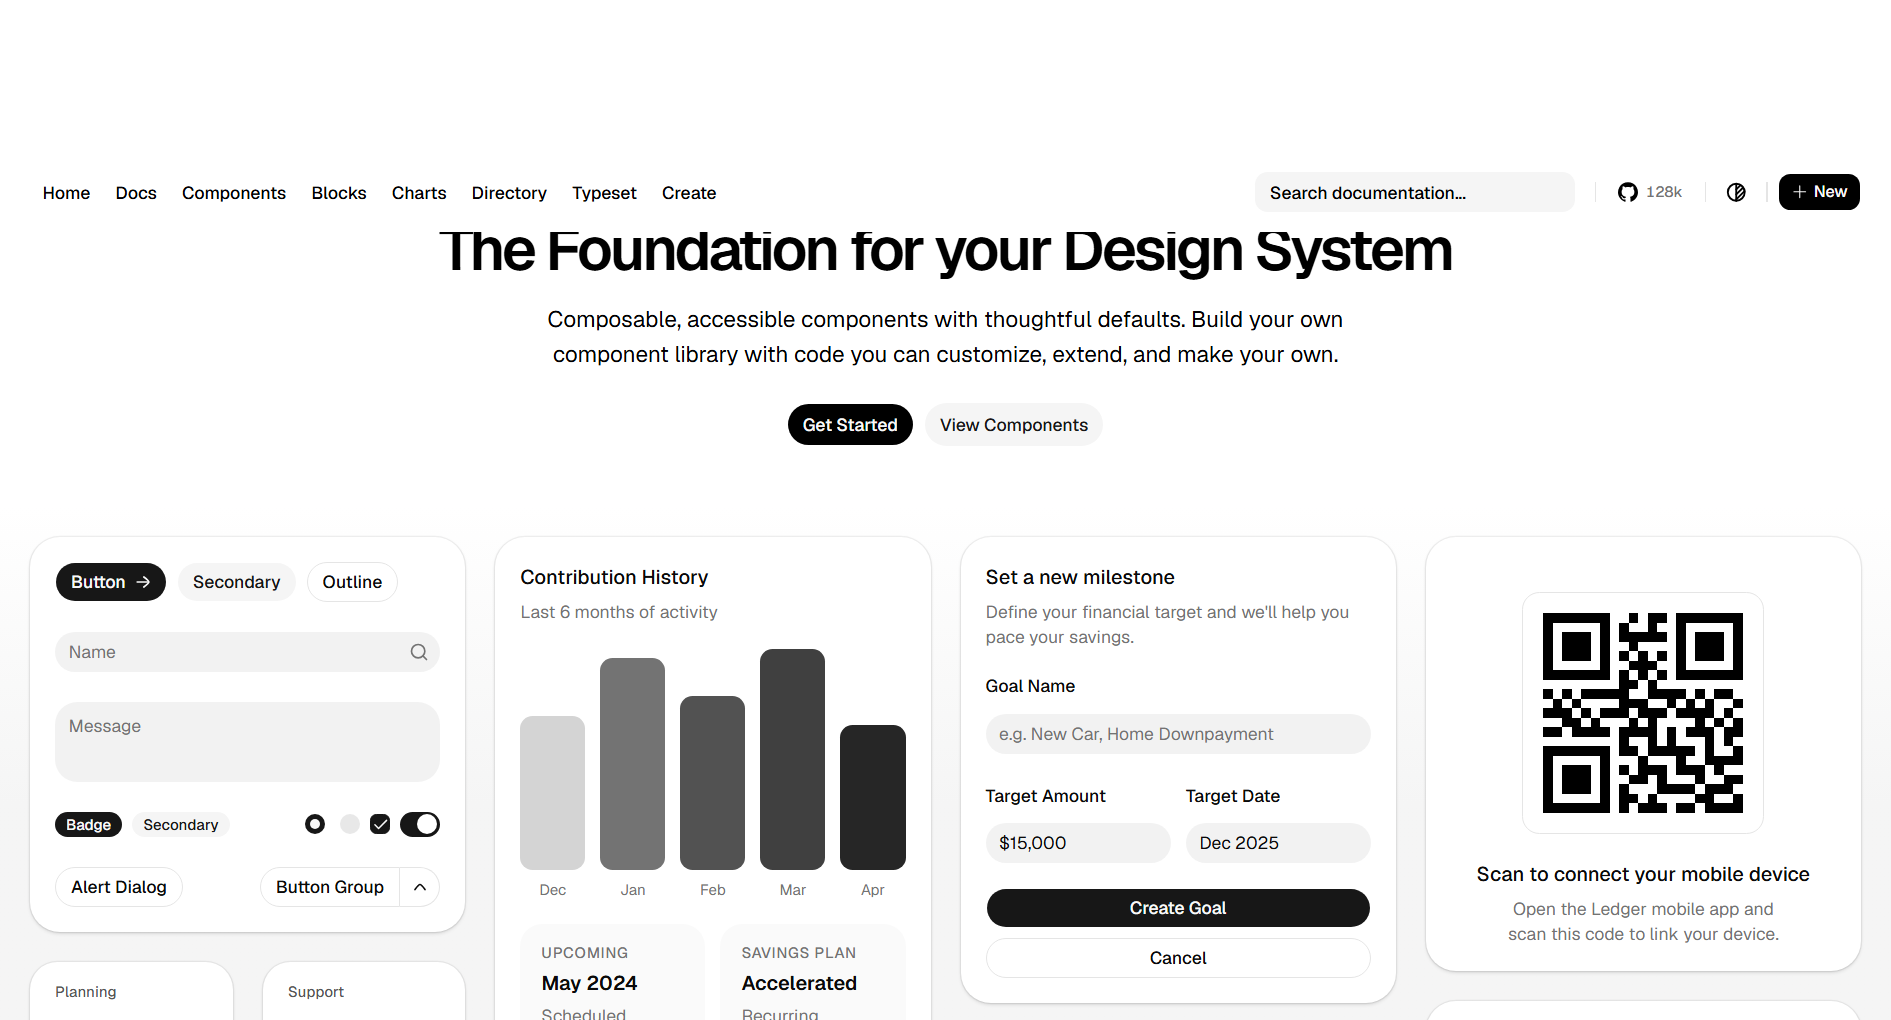 Home Docs Components Blocks Charts Directory Typeset Create
Search documentation...
128k
New
The Foundation for your Design System
Composable, accessible components with thoughtful defaults. Build your own
component library with code you can customize, extend, and make your own.
Get Started
View Components
Button → Secondary Outline
Name
Message
Badge Secondary
Alert Dialog
Button Group
Planning
Support
Contribution History
Last 6 months of activity
Dec Jan Feb Mar Apr
UPCOMING
May 2024
Scheduled
SAVINGS PLAN
Accelerated
Recurring
Set a new milestone
Define your financial target and we'll help you
pace your savings.
Goal Name
e.g. New Car, Home Downpayment
Target Amount
$15,000
Target Date
Dec 2025
Create Goal
Cancel
Scan to connect your mobile device
Open the Ledger mobile app and
scan this code to link your device.